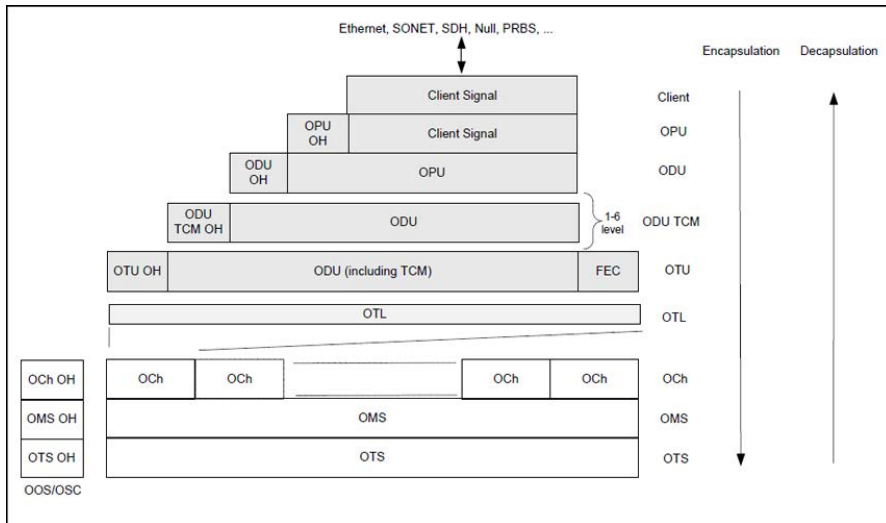 Ethernet, SONET, SDH, Null, PRBS, ...
Encapsulation
Decapsulation
Client Signal
Client
OPU
OH
Client Signal
OPU
ODU
OH
OPU
ODU
ODU
TCM OH
ODU
1-6
level
ODU TCM
OTU OH
ODU (including TCM)
FEC
OTU
OTL
OTL
OCh OH
OCh
OCh
OCh
OCh
OCh
OMS OH
OMS
OMS
OTS OH
OTS
OTS
OOS/OSC